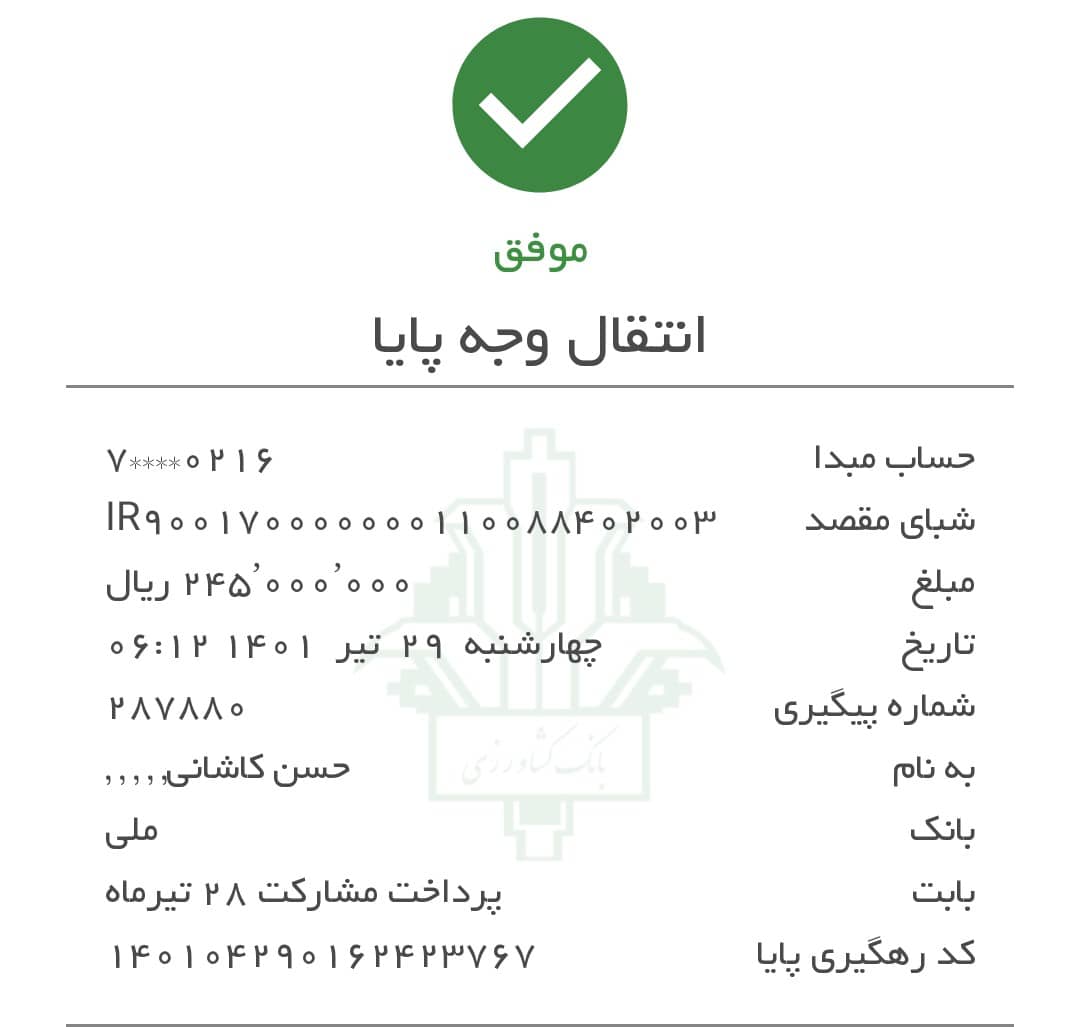 موفق
انتقال وجه پایا
حساب مبدا ۷****۰۲۱۶
شبای مقصد IR۹۰۰۱۷۰۰۰۰۰۰۰۱۱۰۰۸۸۴۰۲۰۰۳
مبلغ ۲۴۵٬۰۰۰٬۰۰۰ ریال
تاریخ چهارشنبه ۲۹ تیر ۱۴۰۱ ۰۶:۱۲
شماره پیگیری ۲۸۷۸۸۰
به نام حسن کاشانی,,,,,
بانک ملی
بابت پرداخت مشارکت ۲۸ تیرماه
کد رهگیری پایا ۱۴۰۱۰۴۲۹۰۱۶۲۴۲۳۷۶۷
بانک کشاورزی